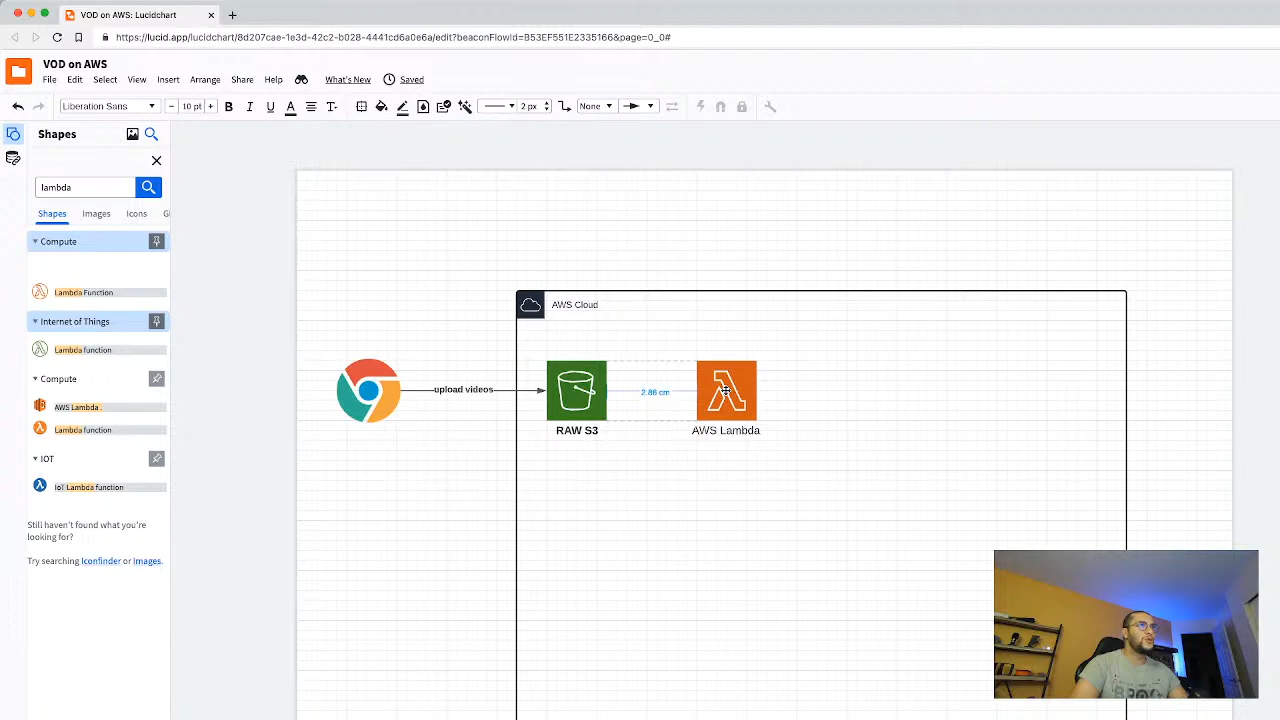 VOD on AWS: Lucidchart
https://lucid.app/lucidchart/8d207cae-1e3d-42c2-b028-4441cd6a0e6a/edit?beaconFlowId=B53EF551E2335166&page=0_0#
VOD on AWS
File Edit Select View Insert Arrange Share Help What's New Saved
Liberation Sans 10 pt B I U A T 2 px None
Shapes
lambda
Shapes Images Icons Gl
Compute
Lambda Function
Internet of Things
Lambda function
Compute
AWS Lambda .
Lambda function
IOT
IoT Lambda function
Still haven't found what you're
looking for?
Try searching Iconfinder or Images.
AWS Cloud
upload videos
2.86 cm
RAW S3
AWS Lambda